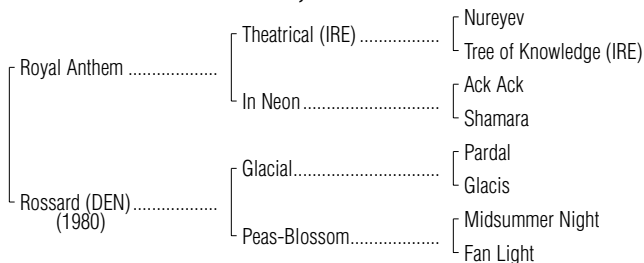 Nureyev
Theatrical (IRE) ..................
Tree of Knowledge (IRE)
Royal Anthem ....................
Ack Ack
In Neon...............................
Shamara
Pardal
Glacial.................................
Glacis
Rossard (DEN) ...................
(1980)
Midsummer Night
Peas-Blossom....................
Fan Light